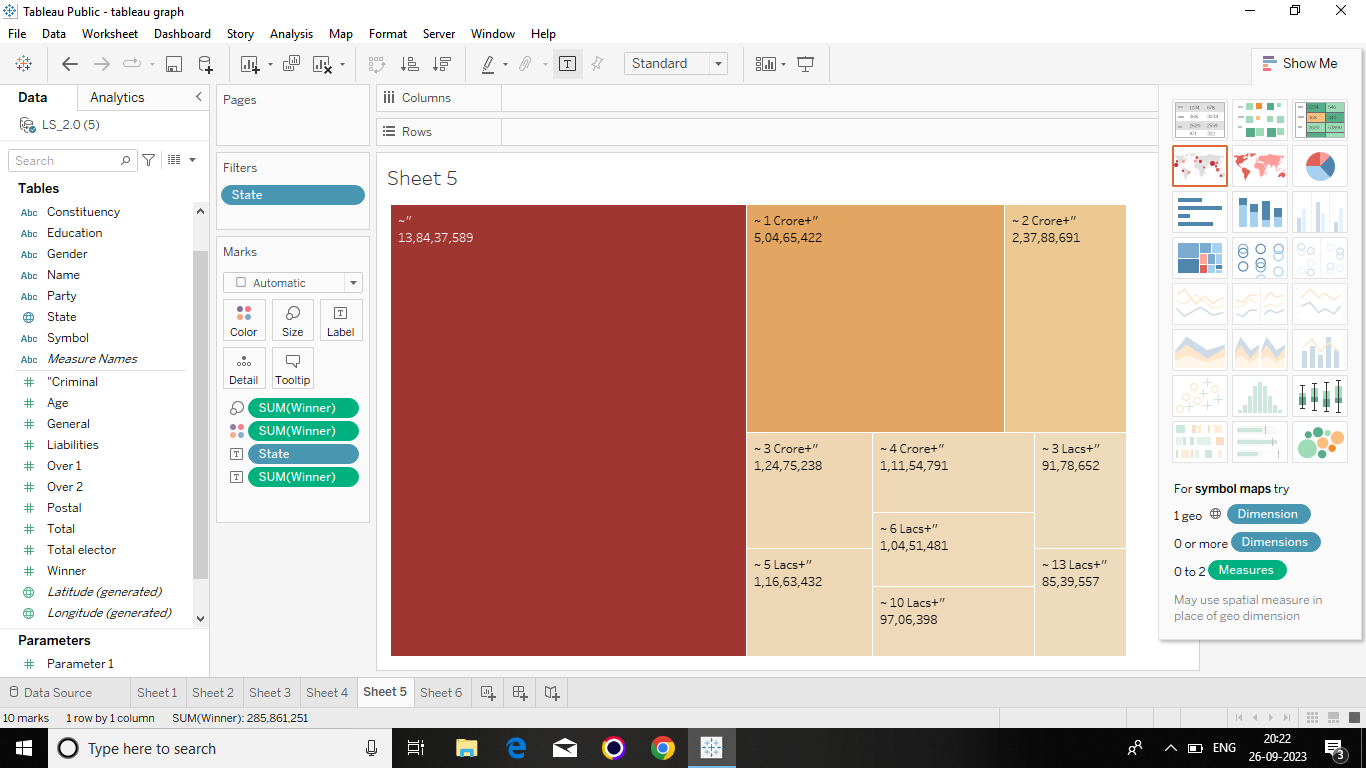 Tableau Public - tableau graph
File Data Worksheet Dashboard Story Analysis Map Format Server Window Help
Standard
Show Me
Data Analytics
LS_2.0 (5)
Search
Tables
Abc Constituency
Abc Education
Abc Gender
Abc Name
Abc Party
State
Abc Symbol
Abc Measure Names
# "Criminal
# Age
# General
# Liabilities
# Over 1
# Over 2
# Postal
# Total
# Total elector
# Winner
Latitude (generated)
Longitude (generated)
Parameters
# Parameter 1
Pages
Filters
State
Marks
Automatic
Color Size Label
Detail Tooltip
SUM(Winner)
SUM(Winner)
State
SUM(Winner)
Columns
Rows
Sheet 5
~"
13,84,37,589
~ 1 Crore+"
5,04,65,422
~ 2 Crore+"
2,37,88,691
~ 3 Crore+"
1,24,75,238
~ 4 Crore+"
1,11,54,791
~ 3 Lacs+"
91,78,652
~ 6 Lacs+"
1,04,51,481
~ 5 Lacs+"
1,16,63,432
~ 13 Lacs+"
85,39,557
~ 10 Lacs+"
97,06,398
For symbol maps try
1 geo Dimension
0 or more Dimensions
0 to 2 Measures
May use spatial measure in
place of geo dimension
Data Source Sheet 1 Sheet 2 Sheet 3 Sheet 4 Sheet 5 Sheet 6
10 marks 1 row by 1 column SUM(Winner): 285,861,251
Type here to search
ENG
20:22
26-09-2023
3